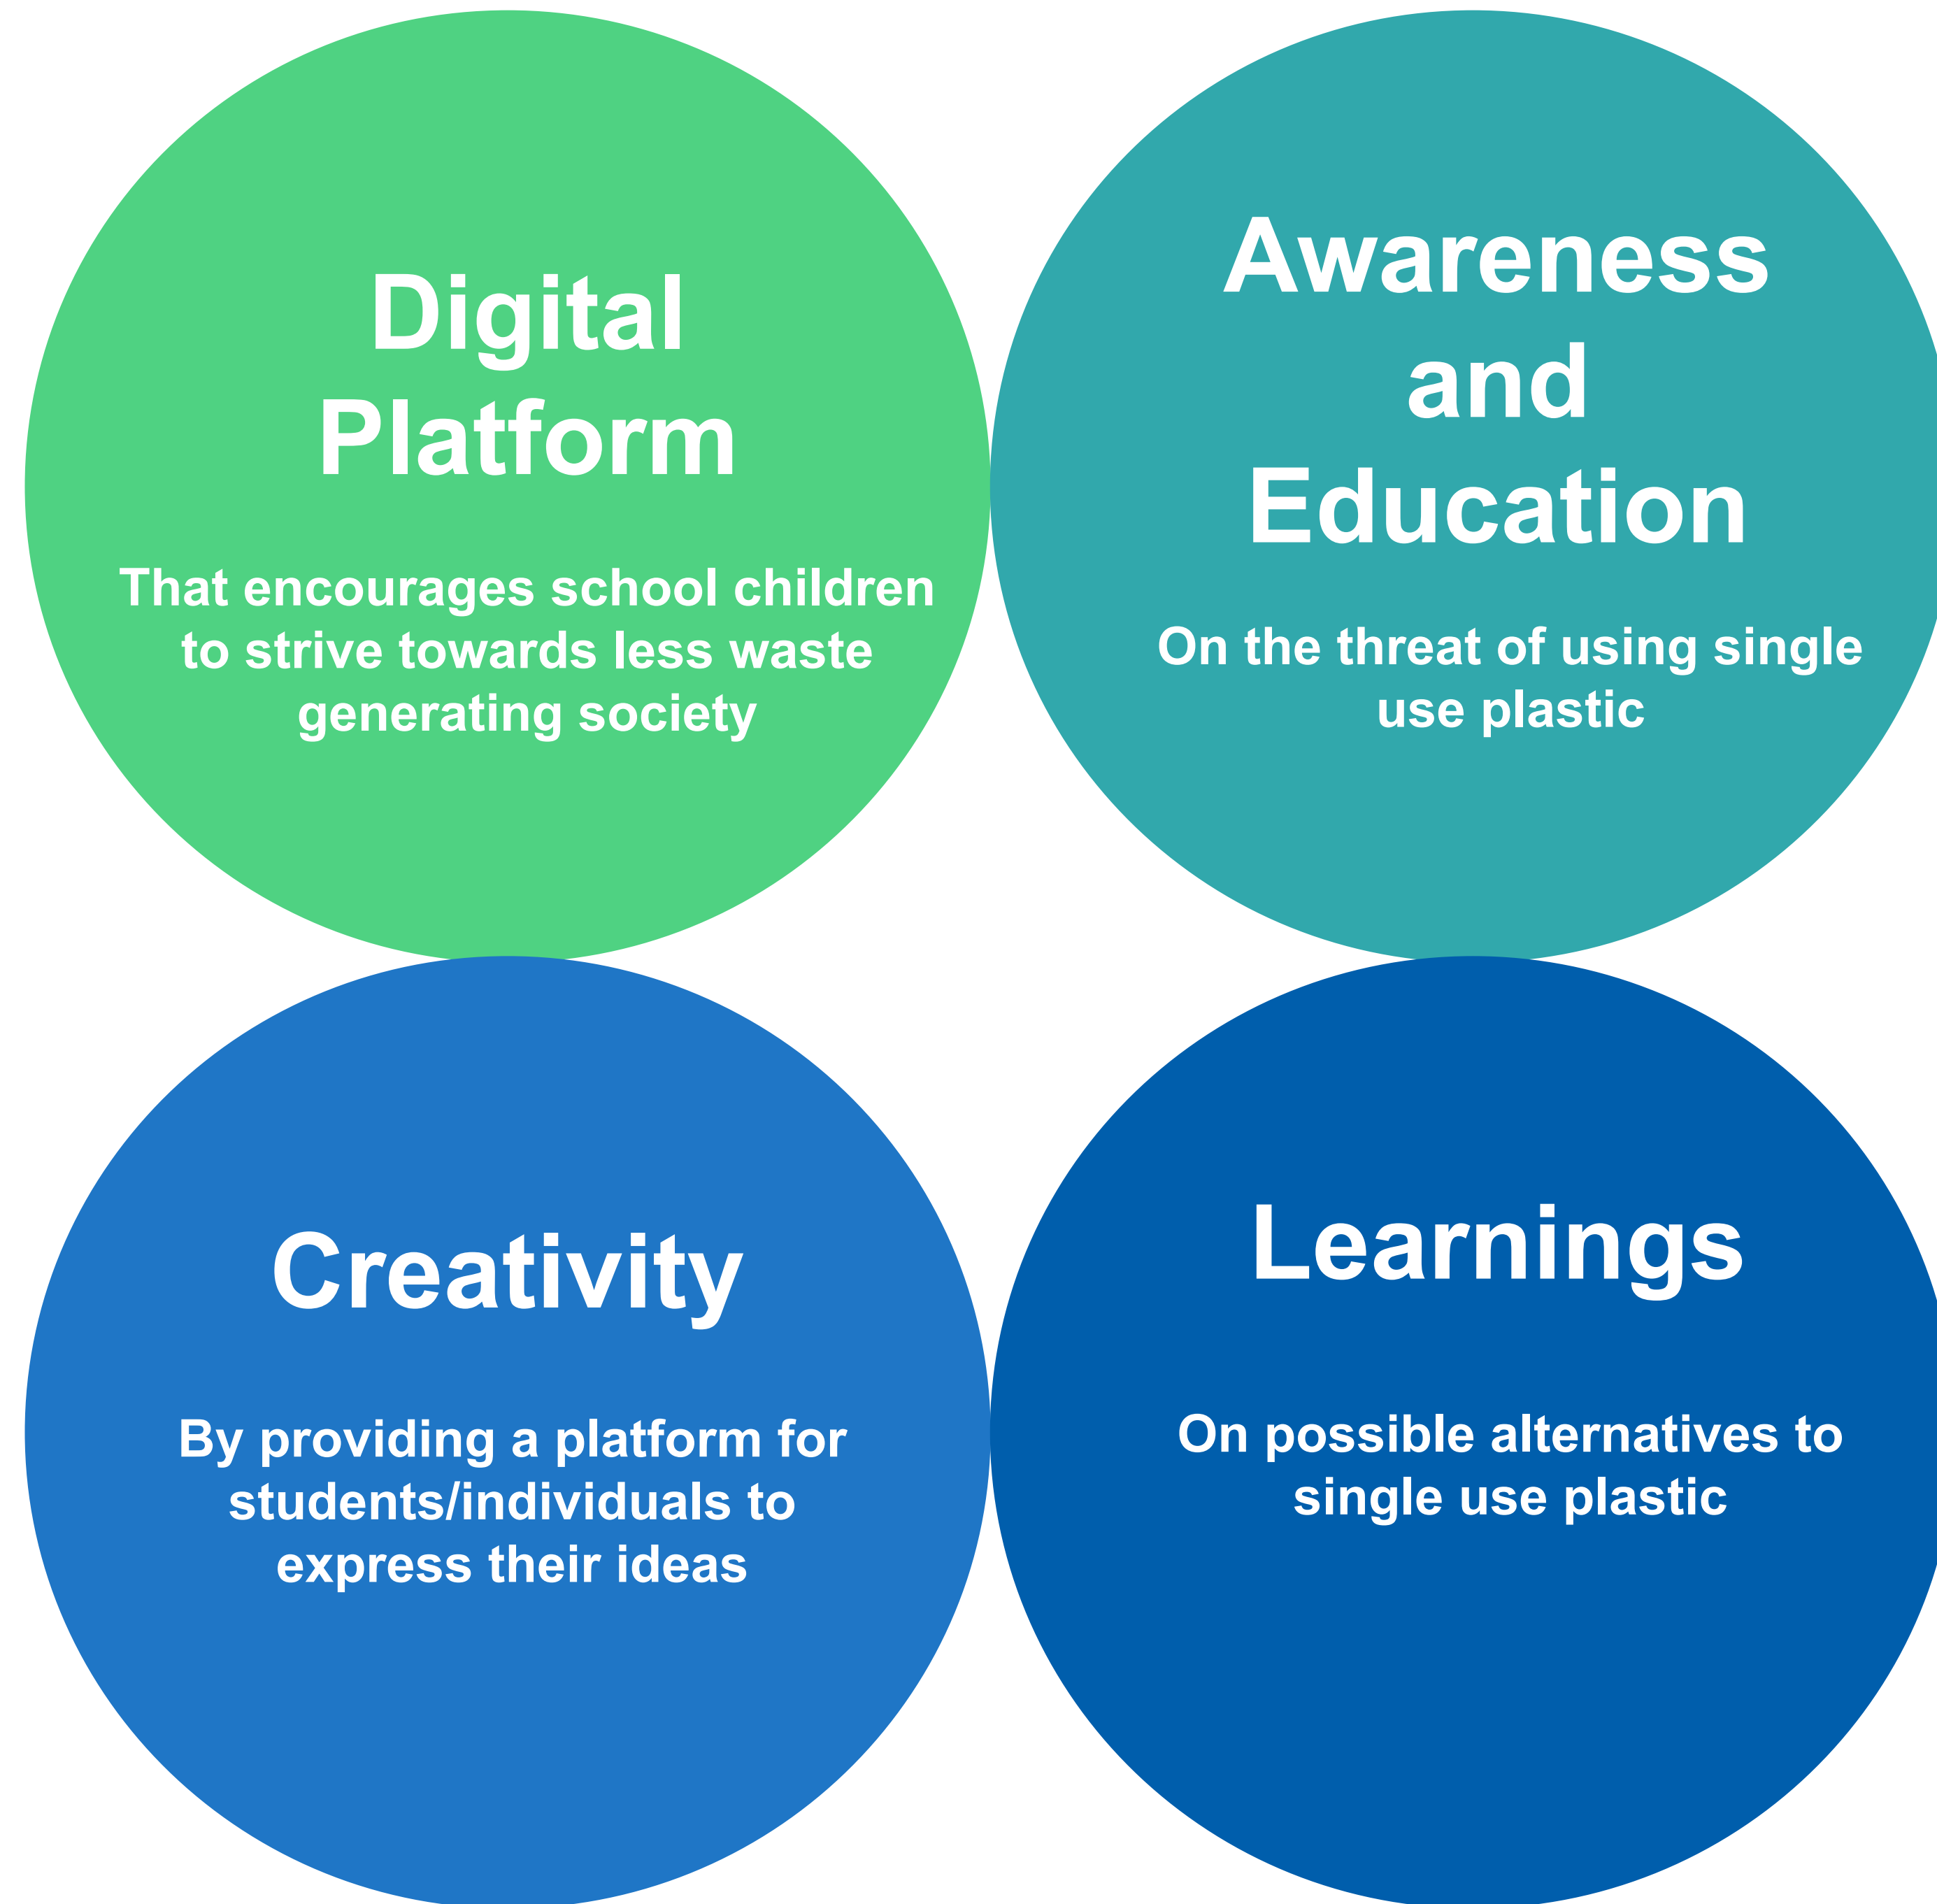 Digital
Platform
That encourages school children
to strive towards less waste
generating society
Awareness
and
Education
On the threat of using single
use plastic
Creativity
By providing a platform for
students/individuals to
express their ideas
Learnings
On possible alternatives to
single use plastic